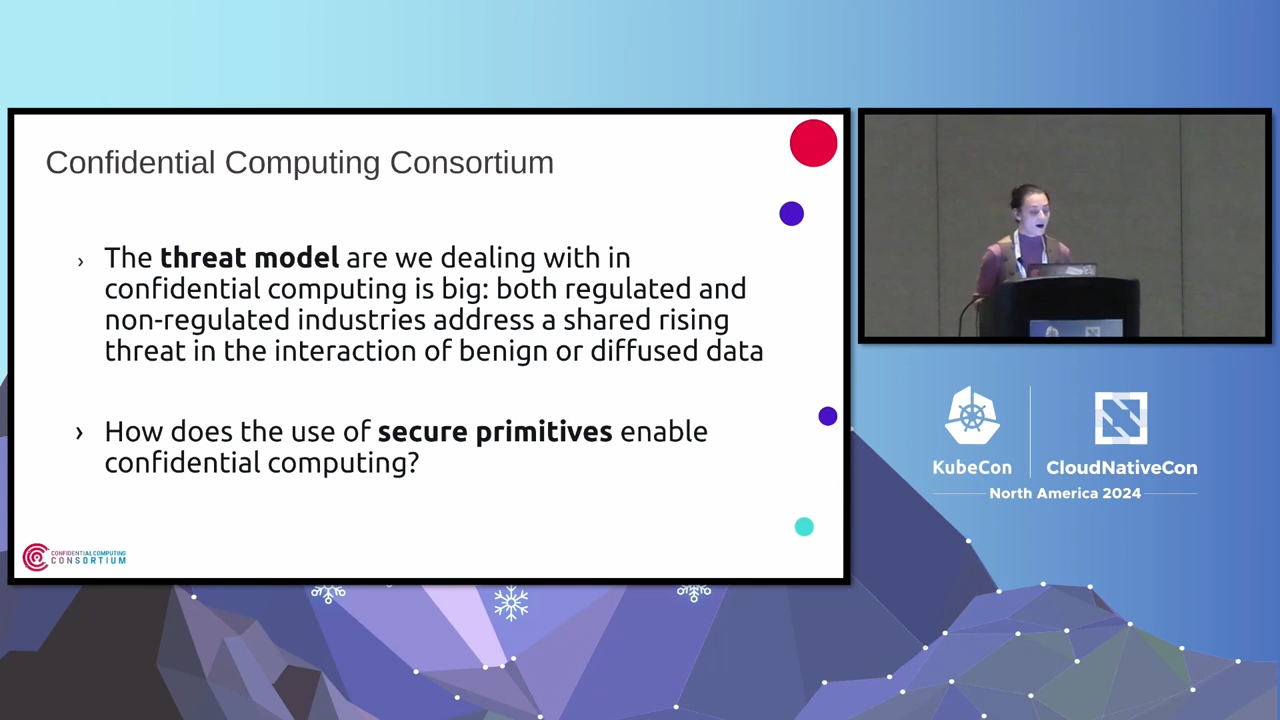 Confidential Computing Consortium
› The threat model are we dealing with in
confidential computing is big: both regulated and
non-regulated industries address a shared rising
threat in the interaction of benign or diffused data
› How does the use of secure primitives enable
confidential computing?
CONFIDENTIAL COMPUTING
CONSORTIUM
KubeCon
CloudNativeCon
North America 2024